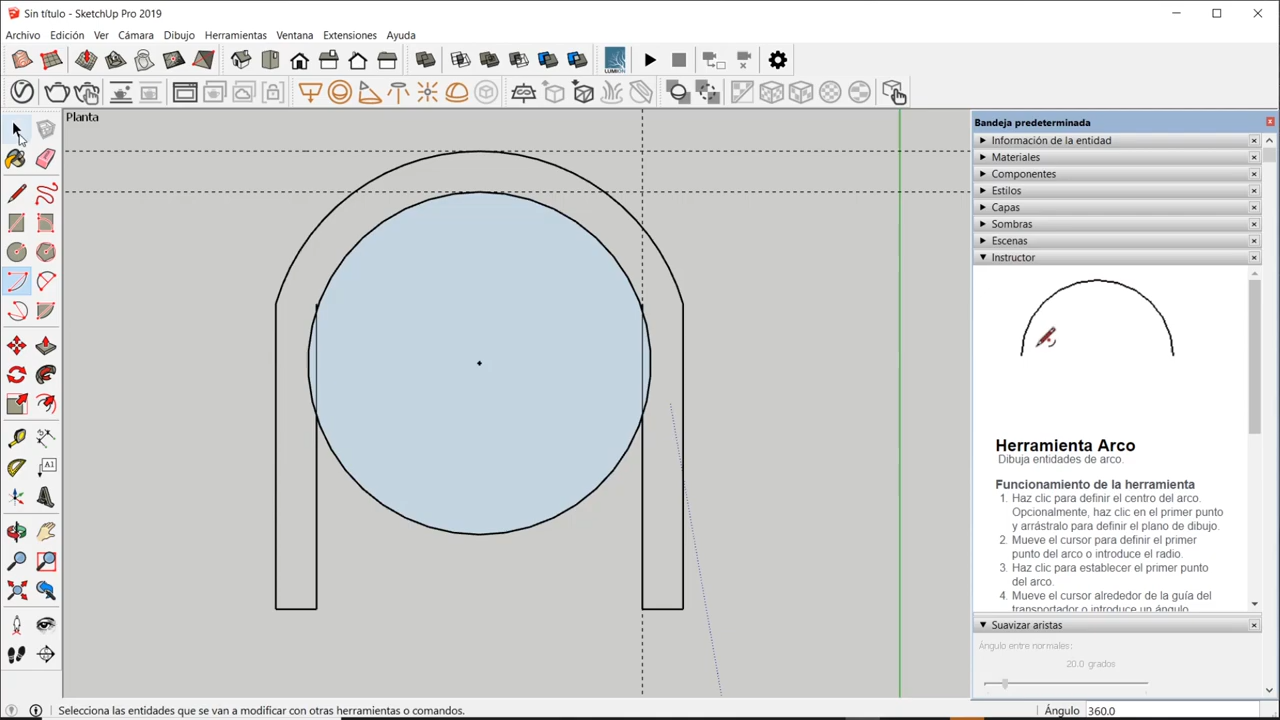 Sin título - SketchUp Pro 2019
Archivo Edición Ver Cámara Dibujo Herramientas Ventana Extensiones Ayuda
LUMION
Planta
Bandeja predeterminada
Información de la entidad
Materiales
Componentes
Estilos
Capas
Sombras
Escenas
Instructor
Herramienta Arco
Dibuja entidades de arco.
Funcionamiento de la herramienta
1. Haz clic para definir el centro del arco.
Opcionalmente, haz clic en el primer punto
y arrástralo para definir el plano de dibujo.
2. Mueve el cursor para definir el primer
punto del arco o introduce el radio.
3. Haz clic para establecer el primer punto
del arco.
4. Mueve el cursor alrededor de la guía del
transportador o introduce un ángulo
Suavizar aristas
Ángulo entre normales:
20.0 grados
Selecciona las entidades que se van a modificar con otras herramientas o comandos.
Ángulo 360.0